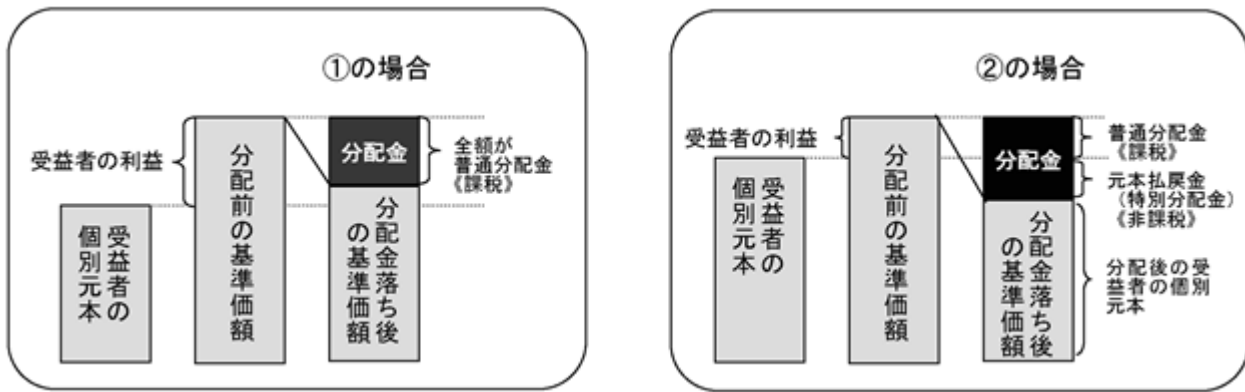 ①の場合
受益者の利益
受益者の
個別元本
分配前の基準価額
分配金
分配金落ち後
の基準価額
全額が
普通分配金
《課税》
②の場合
受益者の利益
受益者の
個別元本
分配前の基準価額
分配金
分配金落ち後
の基準価額
普通分配金
《課税》
元本払戻金
(特別分配金)
《非課税》
分配後の受
益者の個別
元本